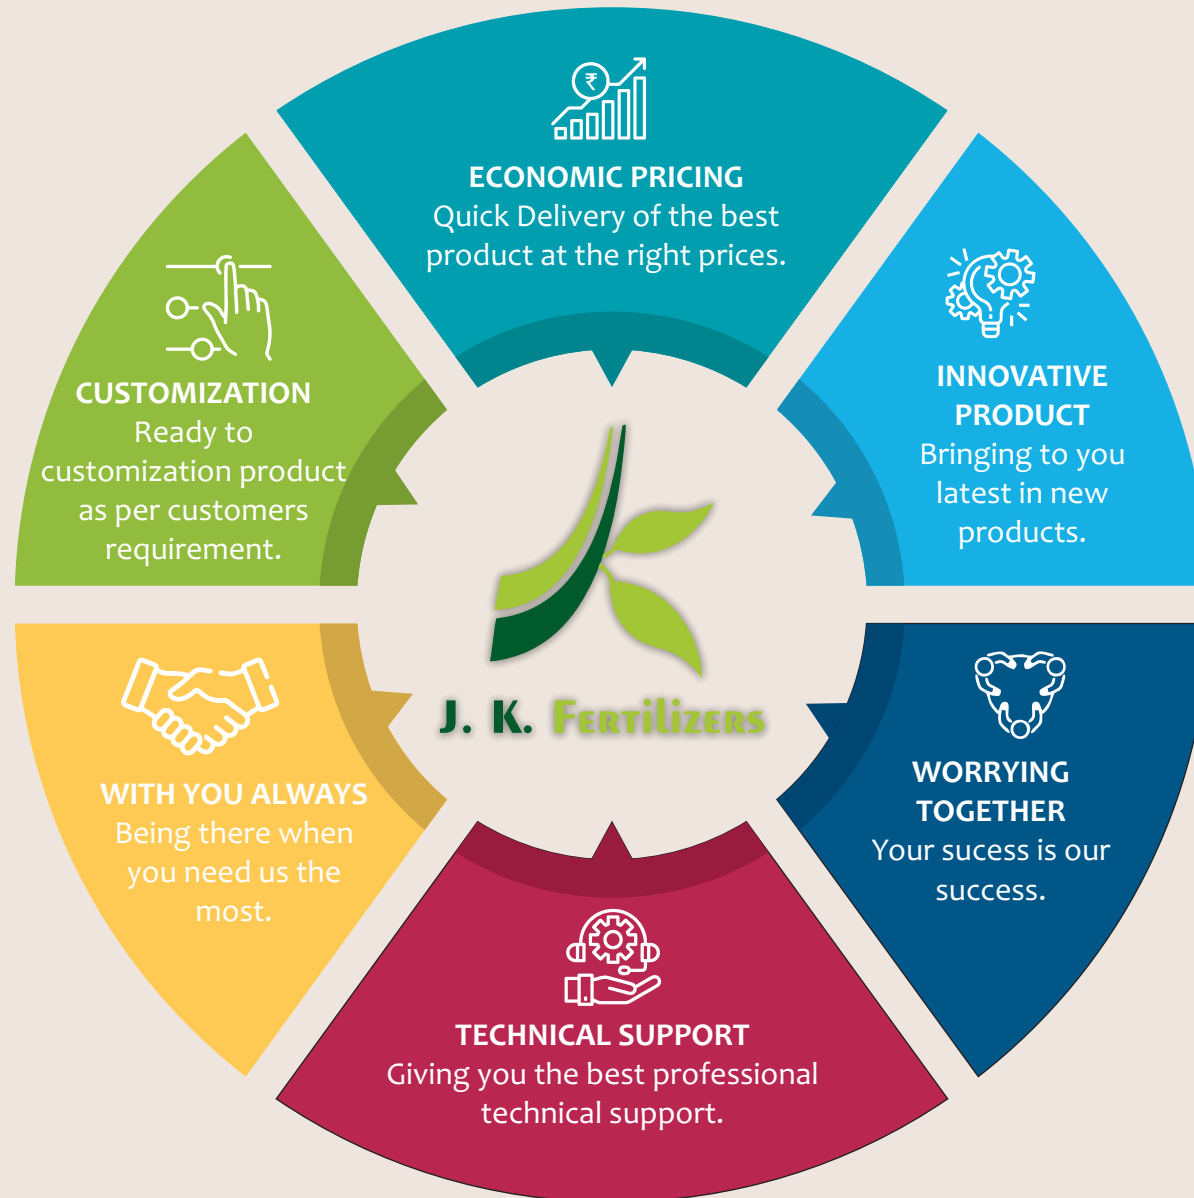 ₹
ECONOMIC PRICING
Quick Delivery of the best
product at the right prices.
INNOVATIVE
PRODUCT
Bringing to you
latest in new
products.
WORRYING
TOGETHER
Your sucess is our
success.
TECHNICAL SUPPORT
Giving you the best professional
technical support.
WITH YOU ALWAYS
Being there when
you need us the
most.
CUSTOMIZATION
Ready to
customization product
as per customers
requirement.
J. K. Fertilizers